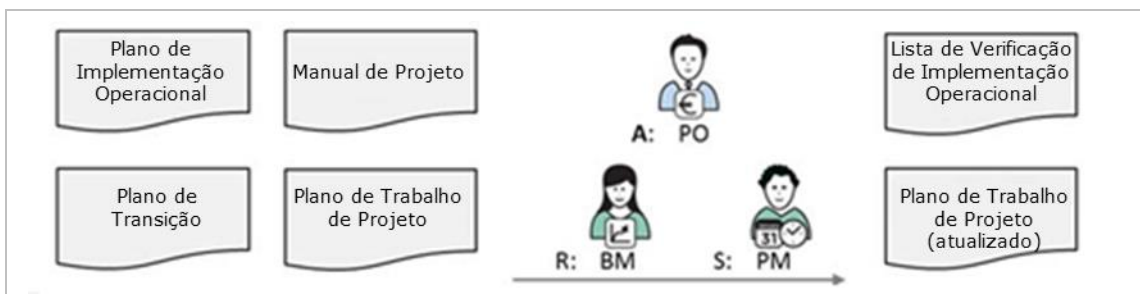 Plano de
Implementação
Operacional
Manual de Projeto
Lista de Verificação
de Implementação
Operacional
A: PO
Plano de
Transição
Plano de Trabalho
de Projeto
31
R: BM
S: PM
Plano de Trabalho
de Projeto
(atualizado)